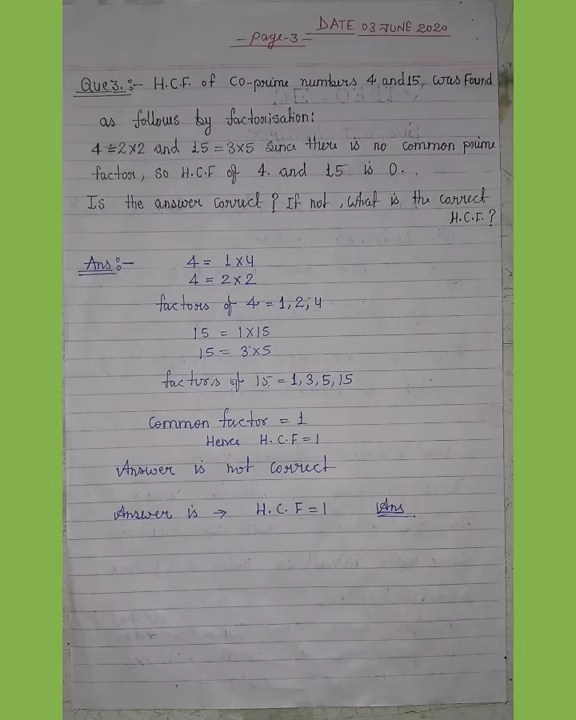 - Page-3 -
DATE 03 JUNE 2020
Que 3.:- H.C.F. of Co-prime numbers 4 and 15, was found
as follows by factorisation:
4 = 2×2 and 15 = 3×5 Since there is no common prime
factor, so H.C.F of 4. and 15 is 0.
Is the answer correct? If not, what is the correct
H.C.F.?
Ans:- 4 = 1×4
4 = 2×2
factors of 4 = 1, 2, 4
15 = 1×15
15 = 3×5
factors of 15 = 1, 3, 5, 15
Common factor = 1
Hence H.C.F = 1
Answer is not correct
Answer is → H.C.F = 1 Ans